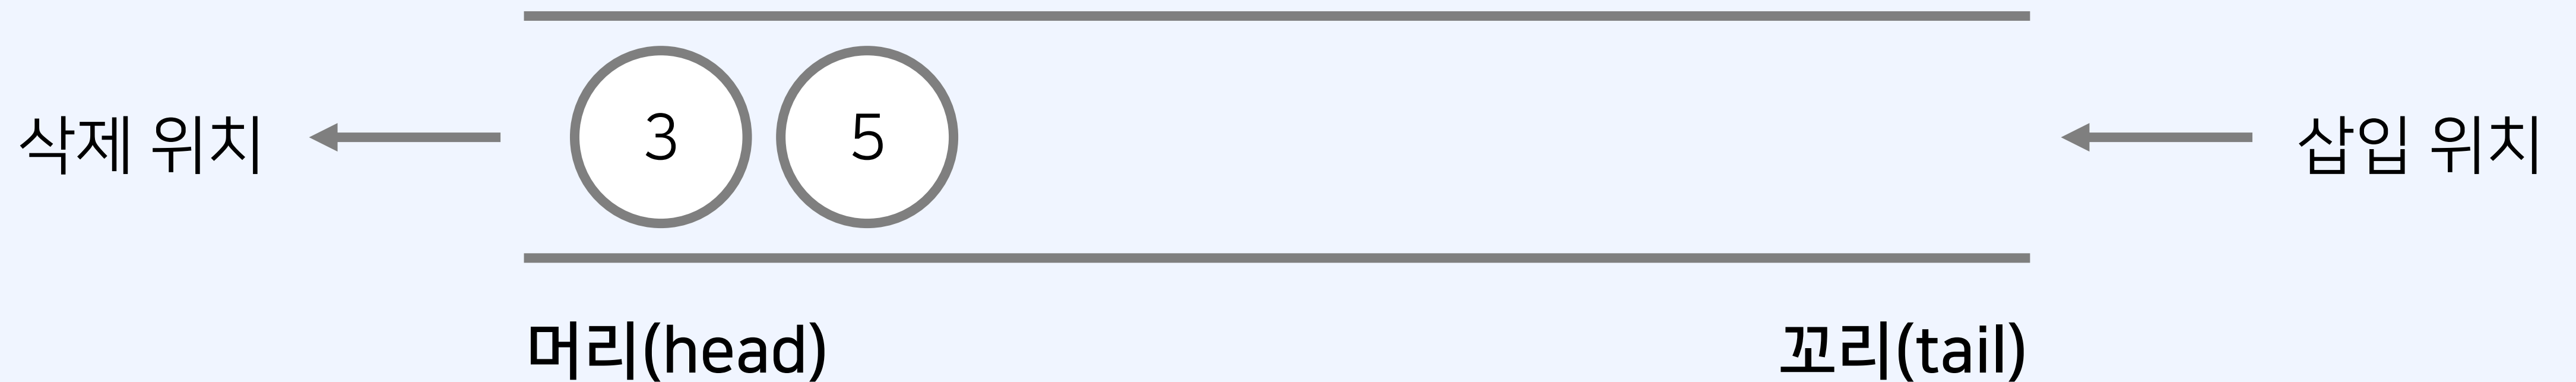 삭제 위치 3 5 삽입 위치
머리(head) 꼬리(tail)